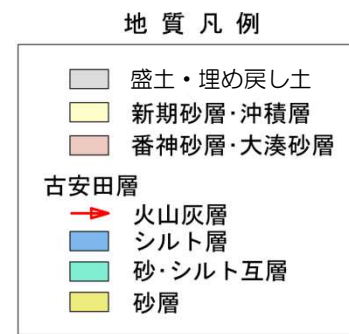 地質凡例
盛土・埋め戻し土
新期砂層・沖積層
番神砂層・大湊砂層
古安田層
火山灰層
シルト層
砂・シルト互層
砂層